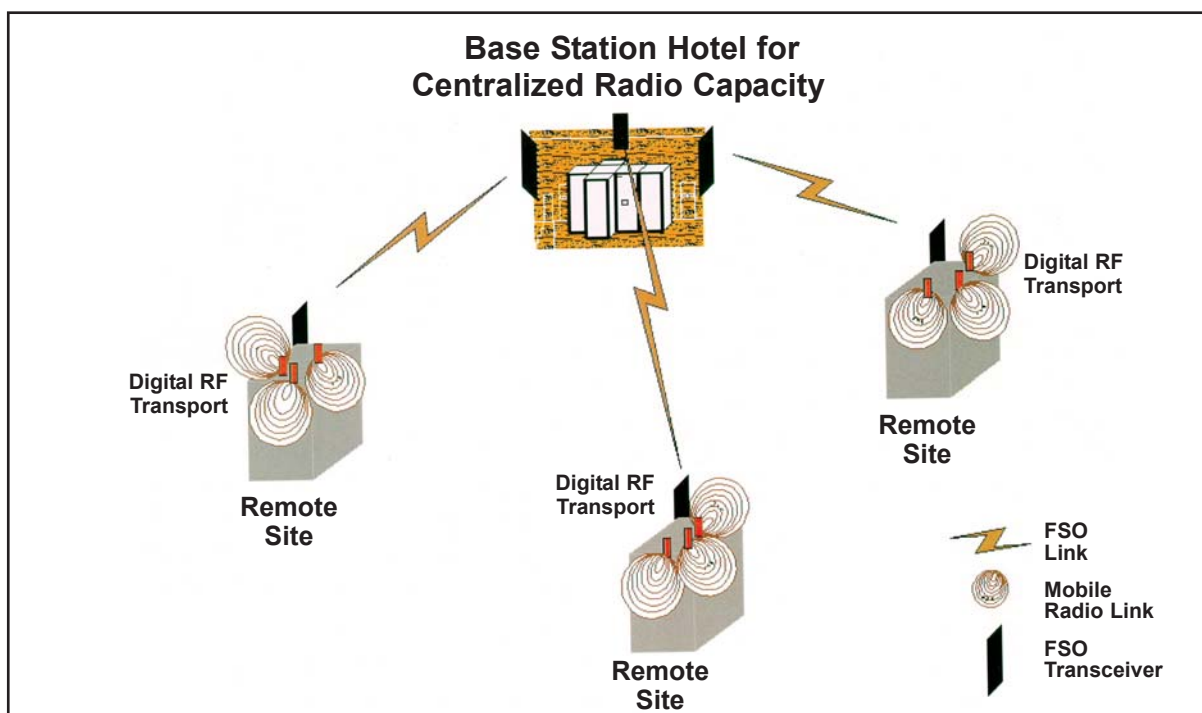 Base Station Hotel for
Centralized Radio Capacity
Digital RF
Transport
Remote
Site
Digital RF
Transport
Remote
Site
Digital RF
Transport
Remote
Site
FSO
Link
Mobile
Radio Link
FSO
Transceiver